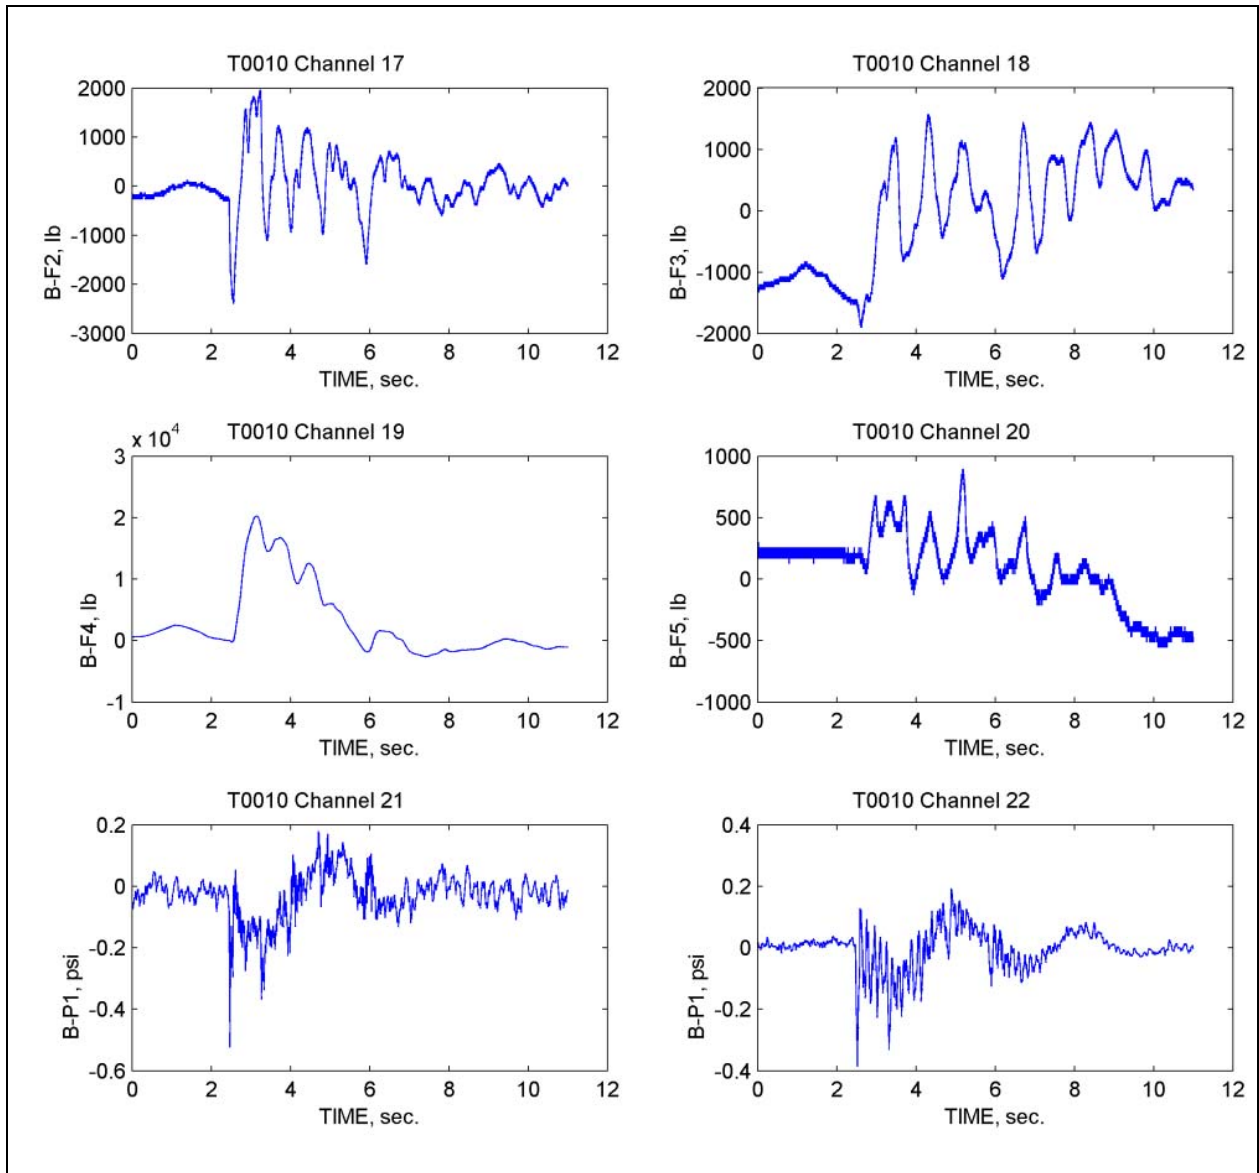 T0010 Channel 17
2000
1000
0
-1000
-2000
-3000
B-F2, lb
0 2 4 6 8 10 12
TIME, sec.
T0010 Channel 18
2000
1000
0
-1000
-2000
B-F3, lb
0 2 4 6 8 10 12
TIME, sec.
T0010 Channel 19
x 10^4
3
2
1
0
-1
B-F4, lb
0 2 4 6 8 10 12
TIME, sec.
T0010 Channel 20
1000
500
0
-500
-1000
B-F5, lb
0 2 4 6 8 10 12
TIME, sec.
T0010 Channel 21
0.2
0
-0.2
-0.4
-0.6
B-P1, psi
0 2 4 6 8 10 12
TIME, sec.
T0010 Channel 22
0.4
0.2
0
-0.2
-0.4
B-P1, psi
0 2 4 6 8 10 12
TIME, sec.